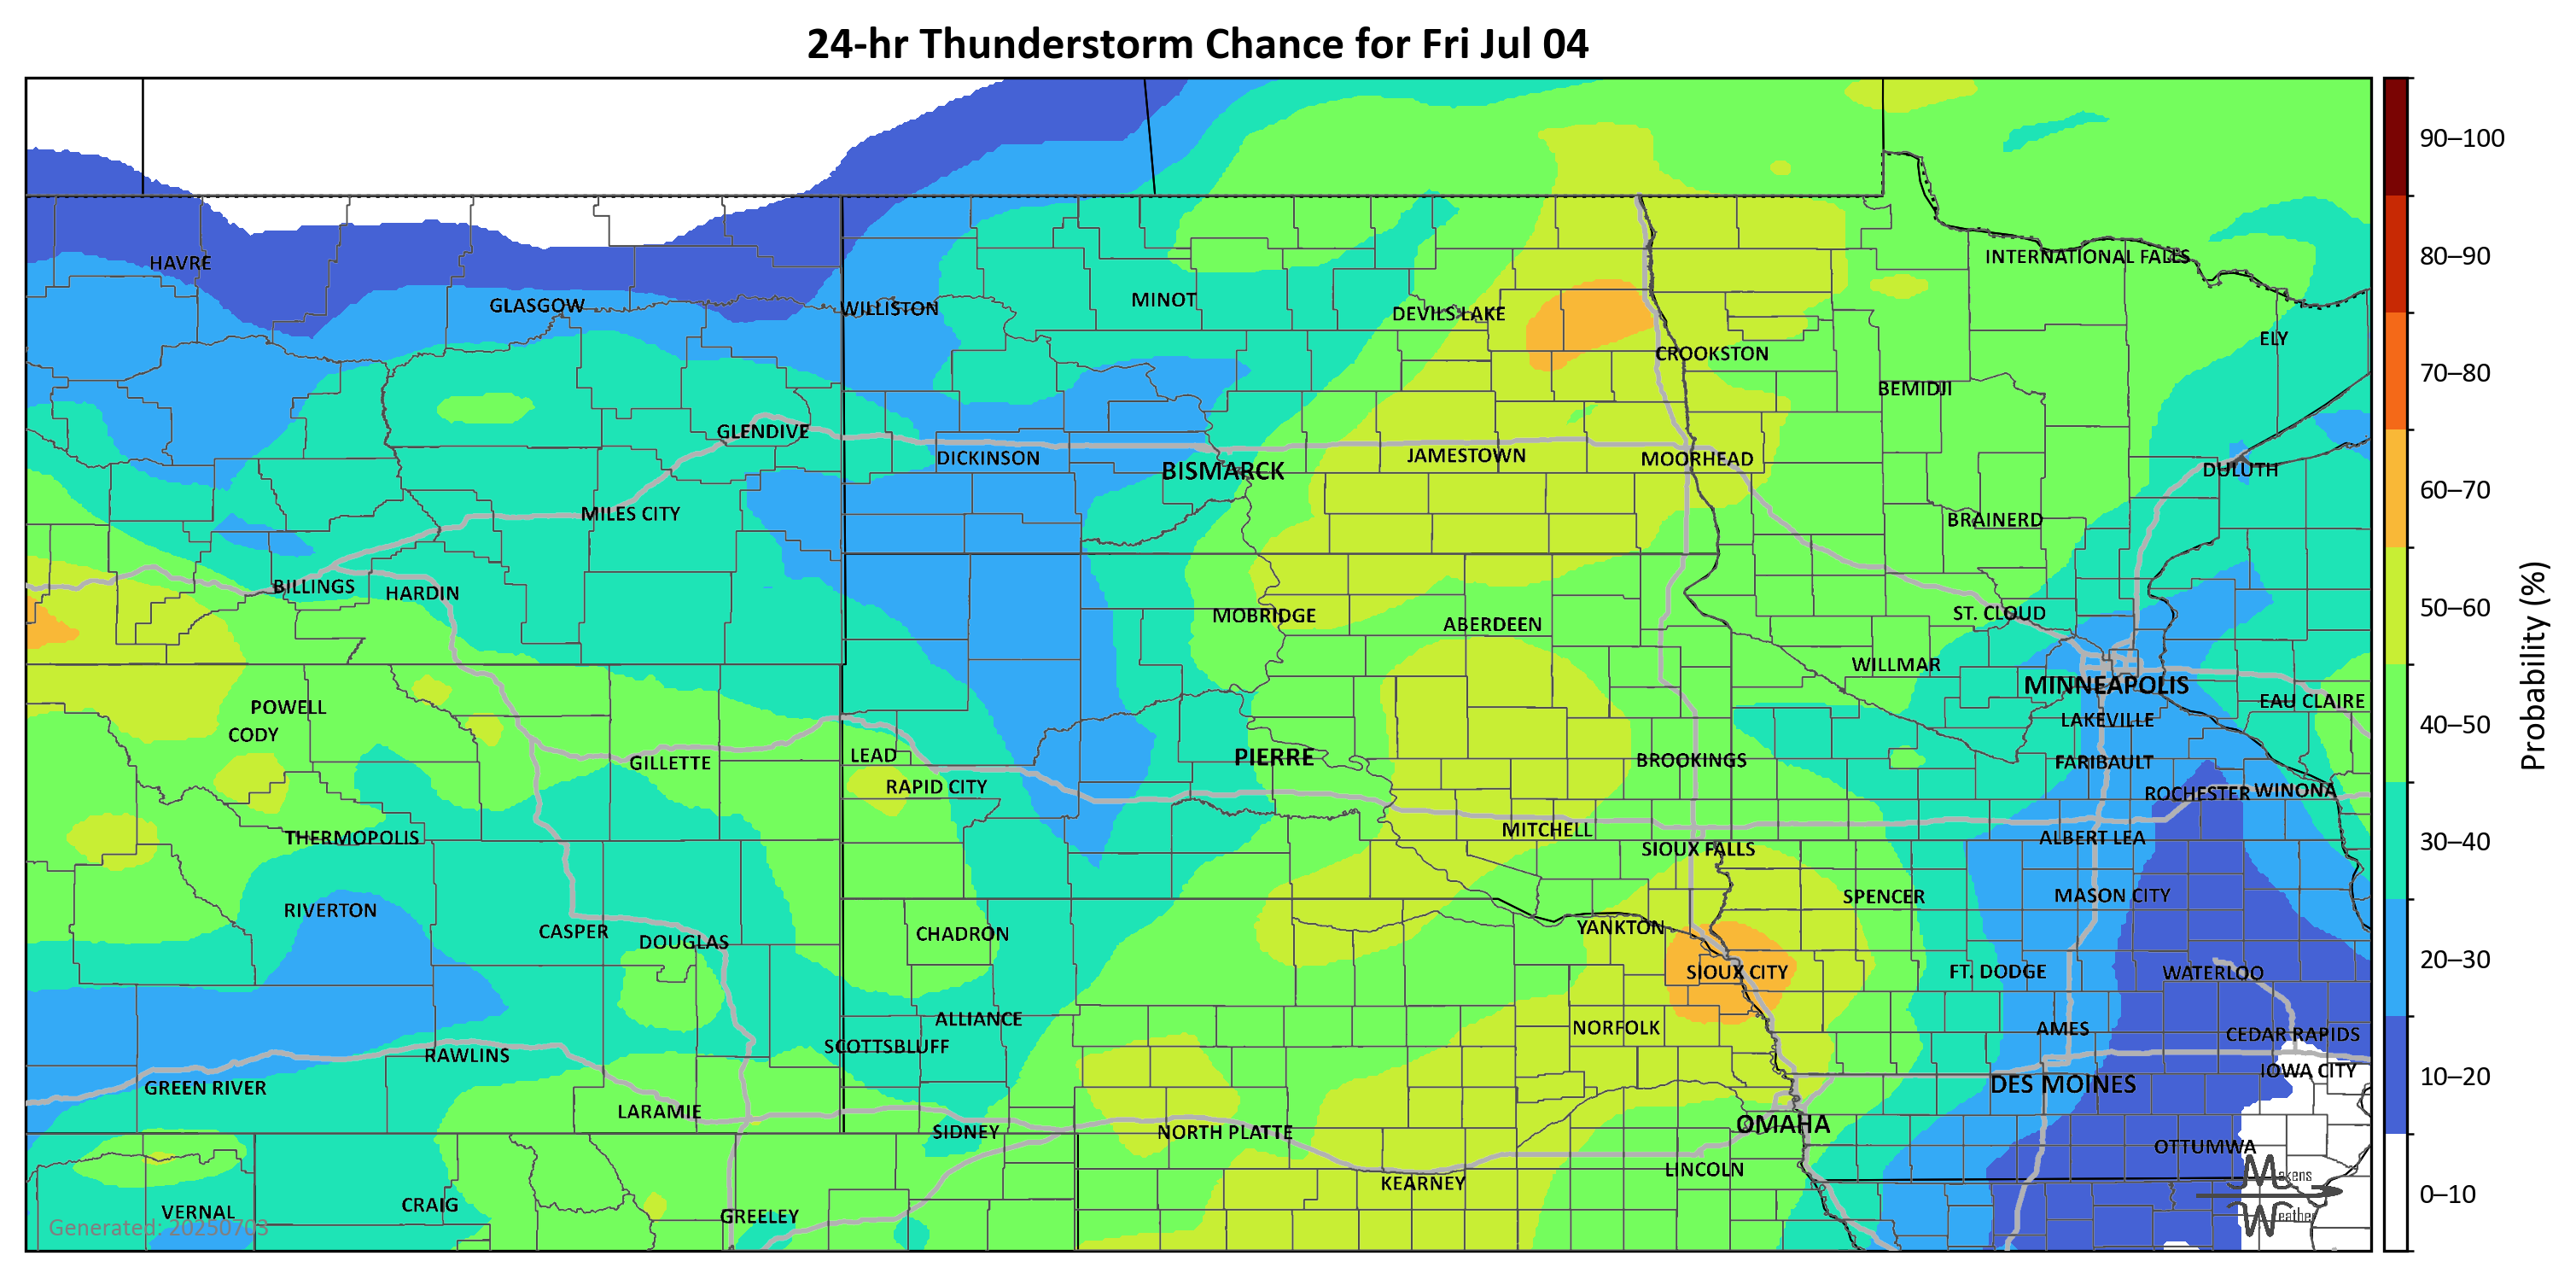 24-hr Thunderstorm Chance for Fri Jul 04
HAVRE
GLASGOW
WILLISTON
MINOT
DEVILS LAKE
CROOKSTON
INTERNATIONAL FALLS
ELY
BEMIDJI
GLENDIVE
DICKINSON
BISMARCK
JAMESTOWN
MOORHEAD
DULUTH
MILES CITY
BRAINERD
BILLINGS
HARDIN
MOBRIDGE
ABERDEEN
ST. CLOUD
WILLMAR
MINNEAPOLIS
EAU CLAIRE
POWELL
CODY
LAKEVILLE
GILLETTE
LEAD
PIERRE
BROOKINGS
FARIBAULT
RAPID CITY
ROCHESTER
WINONA
THERMOPOLIS
MITCHELL
ALBERT LEA
SIOUX FALLS
RIVERTON
SPENCER
MASON CITY
CASPER
DOUGLAS
CHADRON
YANKTON
SIOUX CITY
FT. DODGE
WATERLOO
ALLIANCE
NORFOLK
AMES
CEDAR RAPIDS
RAWLINS
SCOTTSBLUFF
IOWA CITY
GREEN RIVER
DES MOINES
LARAMIE
SIDNEY
NORTH PLATTE
OMAHA
OTTUMWA
LINCOLN
KEARNEY
VERNAL
CRAIG
GREELEY
Generated: 20250703
Makens
Weather
90–100
80–90
70–80
60–70
50–60
40–50
30–40
20–30
10–20
0–10
Probability (%)